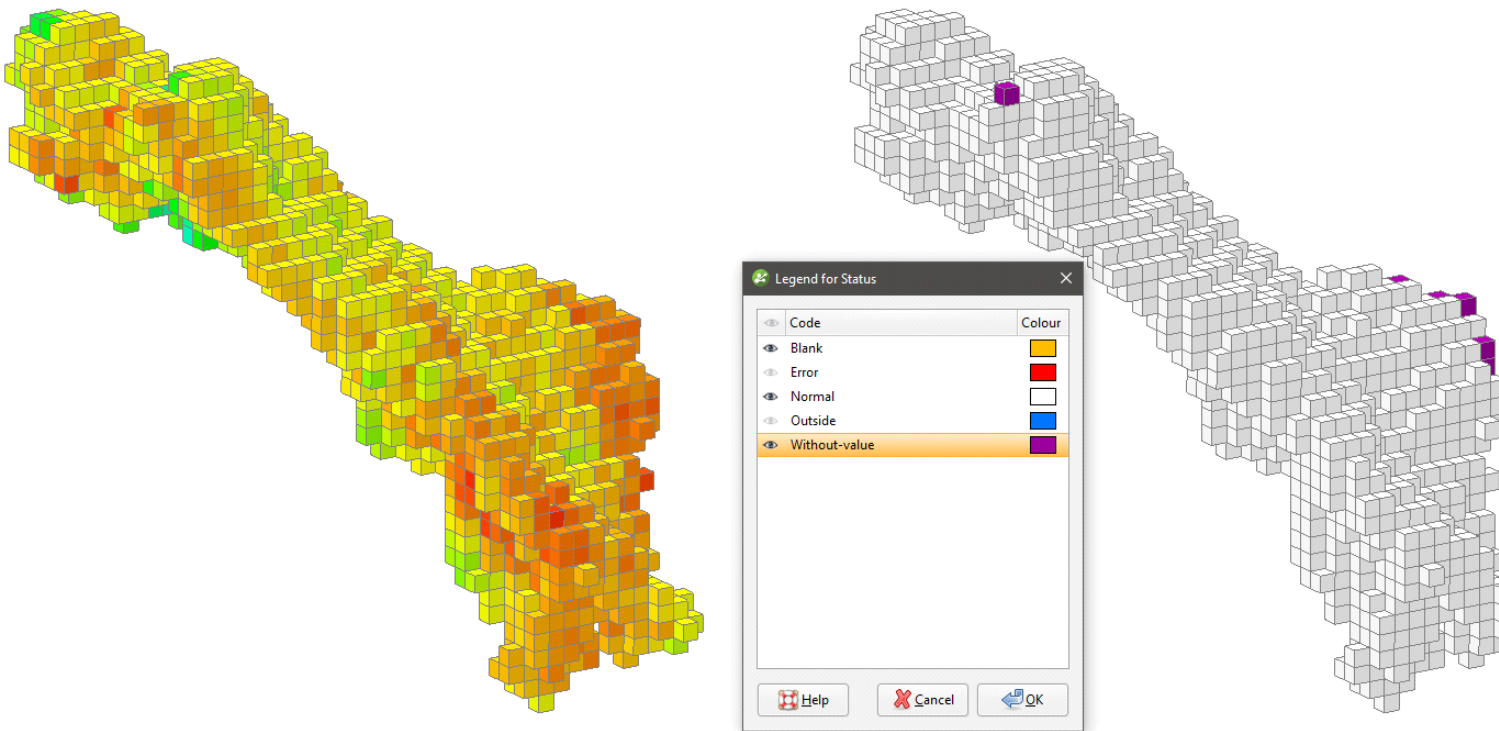 Legend for Status
Code Colour
Blank
Error
Normal
Outside
Without-value
Help Cancel OK